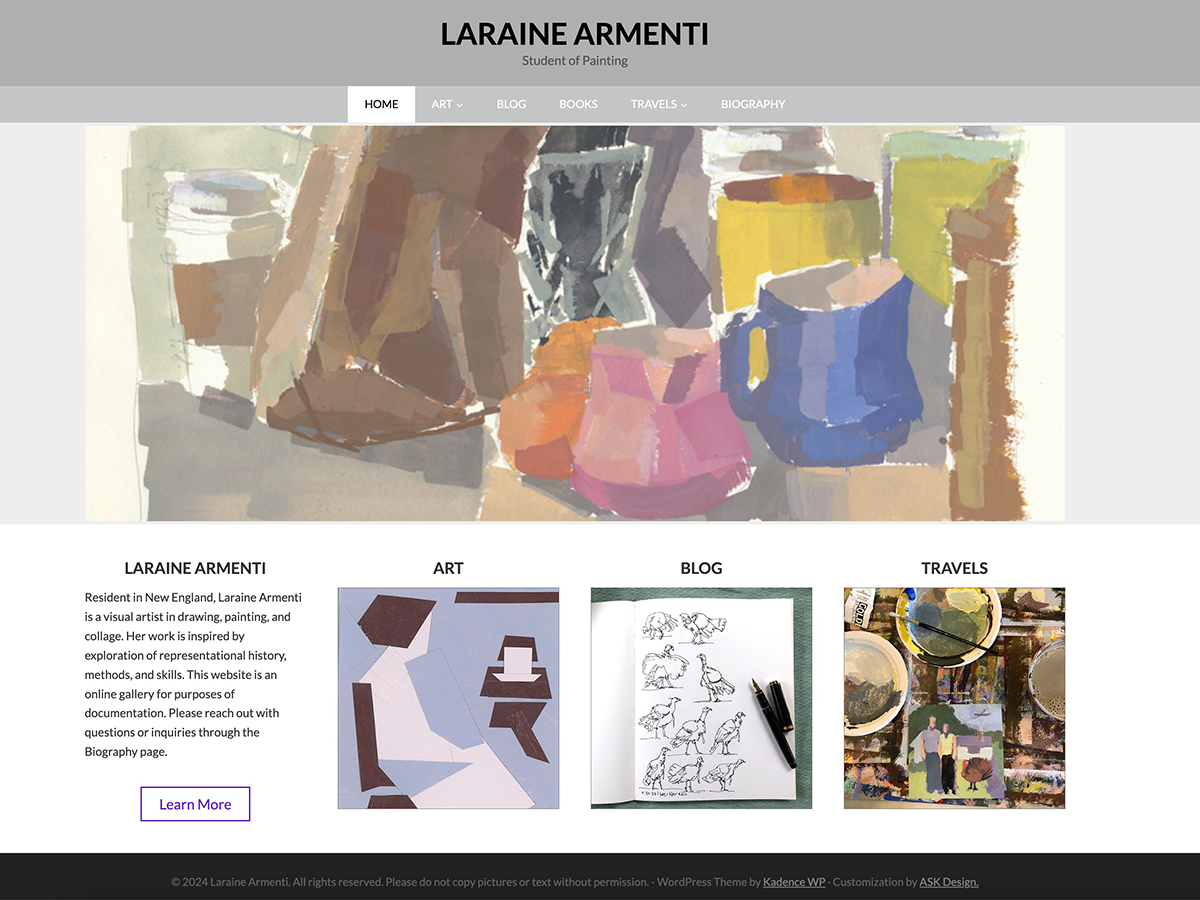 LARAINE ARMENTI
Student of Painting
HOME ART BLOG BOOKS TRAVELS BIOGRAPHY
LARAINE ARMENTI
Resident in New England, Laraine Armenti
is a visual artist in drawing, painting, and
collage. Her work is inspired by
exploration of representational history,
methods, and skills. This website is an
online gallery for purposes of
documentation. Please reach out with
questions or inquiries through the
Biography page.
Learn More
ART
BLOG
TRAVELS
GOLD
© 2024 Laraine Armenti. All rights reserved. Please do not copy pictures or text without permission. - WordPress Theme by Kadence WP · Customization by ASK Design.